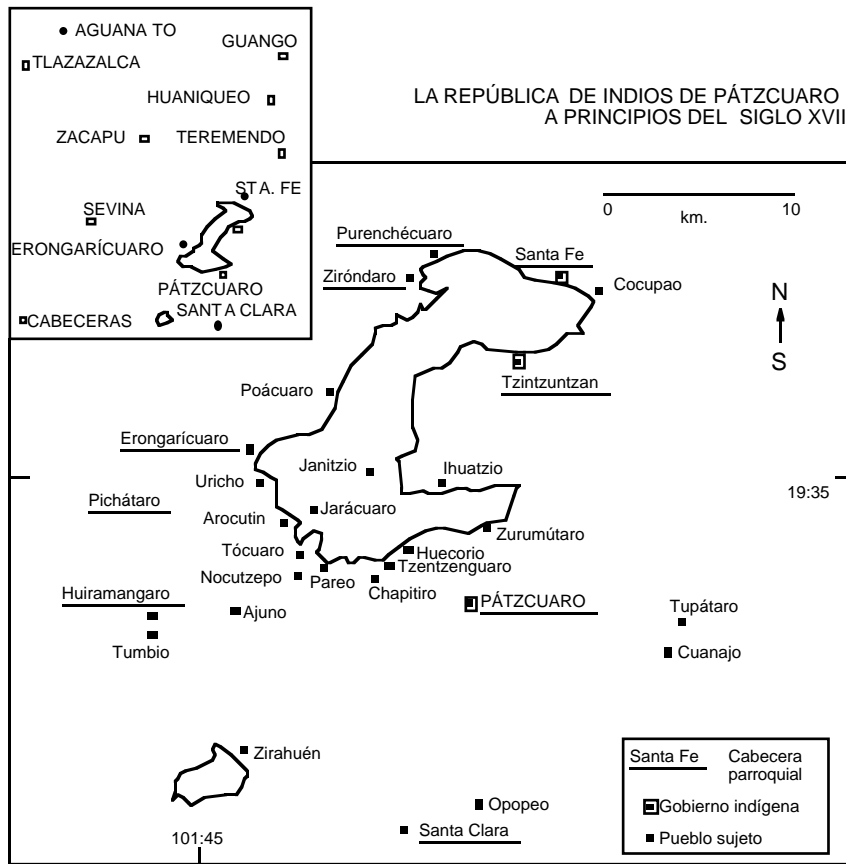 AGUANA TO
GUANGO
TLAZAZALCA
HUANIQUEO
ZACAPU
TEREMENDO
STA. FE
SEVINA
ERONGARÍCUARO
PÁTZCUARO
SANTA CLARA
CABECERAS
LA REPÚBLICA DE INDIOS DE PÁTZCUARO
A PRINCIPIOS DEL SIGLO XVII
0 10
km.
Purenchécuaro
Santa Fe
Ziróndaro
Cocupao
N
S
Tzintzuntzan
Poácuaro
Erongarícuaro
Janitzio
Ihuatzio
Uricho
19:35
Pichátaro
Jarácuaro
Arocutin
Zurumútaro
Tócuaro
Huecorio
Tzentzenguaro
Nocutzepo
Pareo
Chapitiro
Huiramangaro
PÁTZCUARO
Ajuno
Tupátaro
Tumbio
Cuanajo
Zirahuén
Santa Fe Cabecera
parroquial
Gobierno indígena
Pueblo sujeto
Opopeo
Santa Clara
101:45